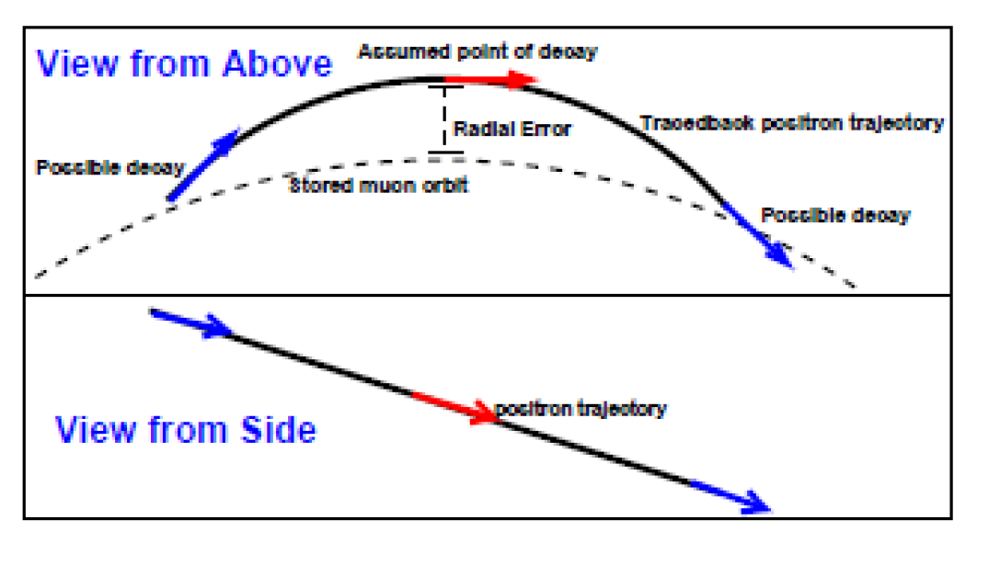 View from Above
Assumed point of decay
Radial Error
Tracedback positron trajectory
Possible decay
Stored muon orbit
Possible decay
positron trajectory
View from Side